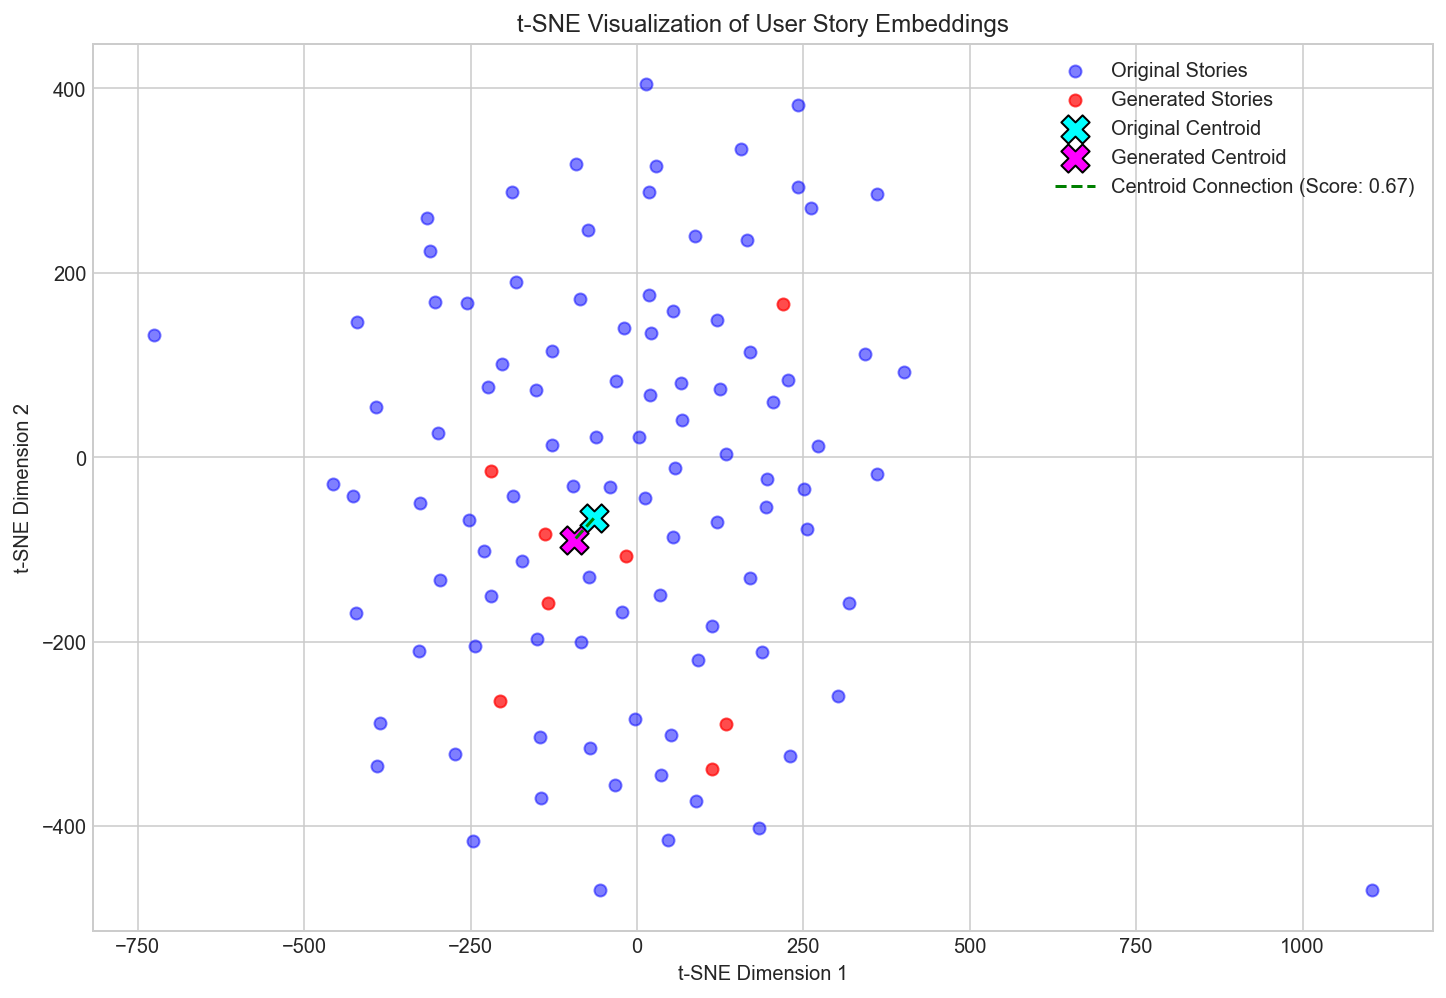 t-SNE Visualization of User Story Embeddings
Original Stories
Generated Stories
Original Centroid
Generated Centroid
Centroid Connection (Score: 0.67)
t-SNE Dimension 2
400
200
0
−200
−400
−750
−500
−250
0
250
500
750
1000
t-SNE Dimension 1